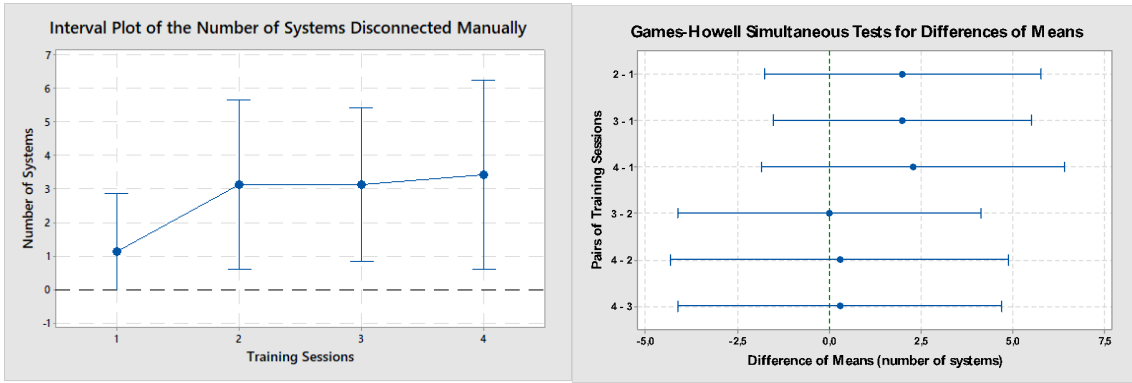 Interval Plot of the Number of Systems Disconnected Manually
Number of Systems
7
6
5
4
3
2
1
0
-1
1 2 3 4
Training Sessions
Games-Howell Simultaneous Tests for Differences of Means
Pairs of Training Sessions
2 - 1
3 - 1
4 - 1
3 - 2
4 - 2
4 - 3
-5,0 -2,5 0,0 2,5 5,0 7,5
Difference of Means (number of systems)